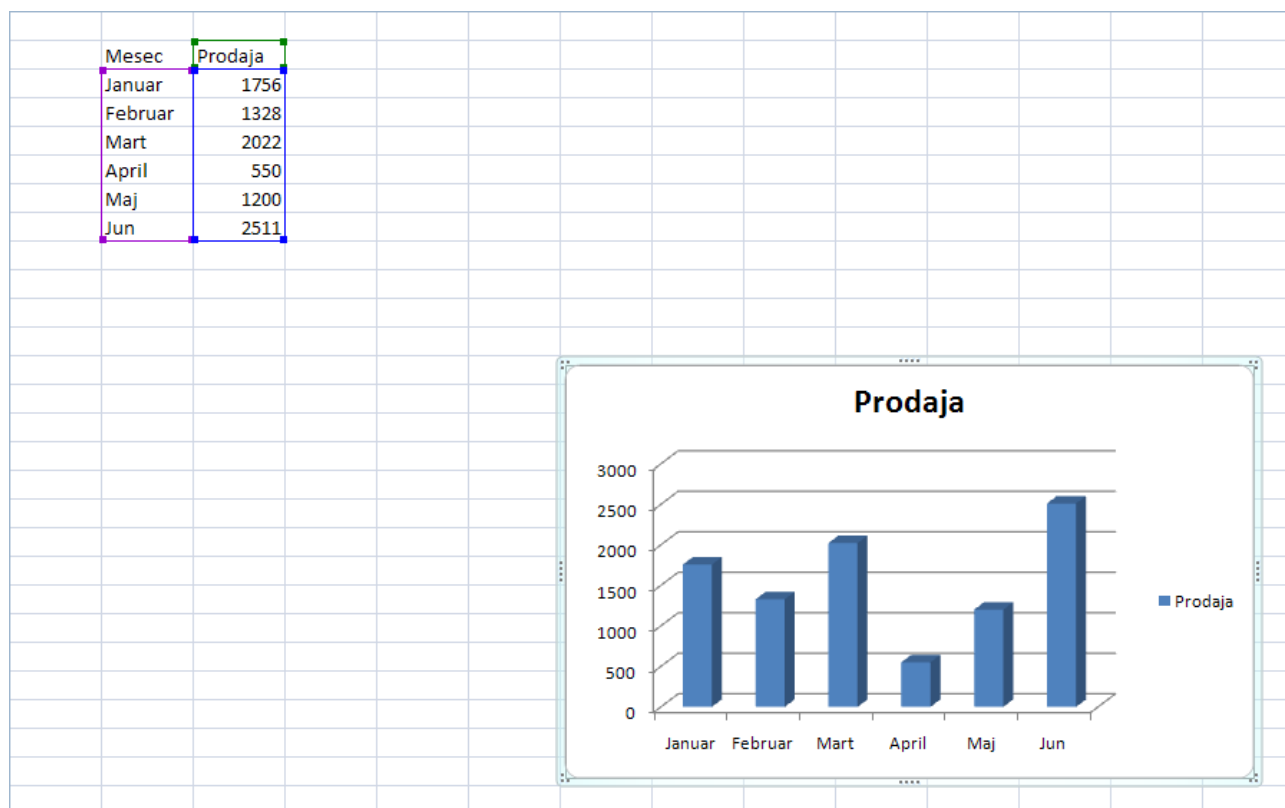 Mesec Prodaja
Januar 1756
Februar 1328
Mart 2022
April 550
Maj 1200
Jun 2511
Prodaja
3000
2500
2000
1500
1000
500
0
Prodaja
Januar Februar Mart April Maj Jun